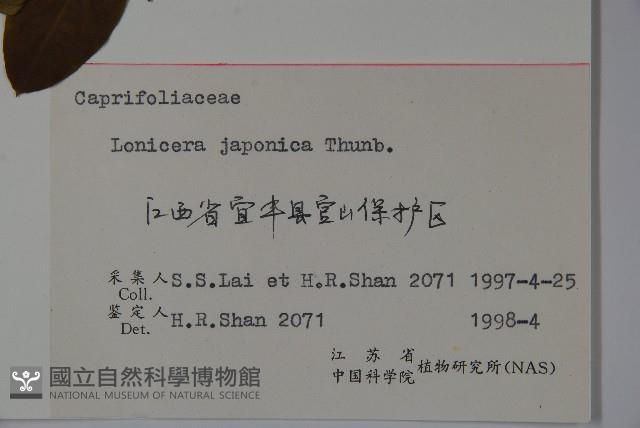 Caprifoliaceae
Lonicera japonica Thunb.
江西省宜丰县官山保护区
采集人 S.S.Lai et H.R.Shan 2071 1997-4-25
Coll.
鉴定人 H.R.Shan 2071 1998-4
Det.
江苏省
中国科学院 植物研究所(NAS)
國立自然科學博物館
NATIONAL MUSEUM OF NATURAL SCIENCE